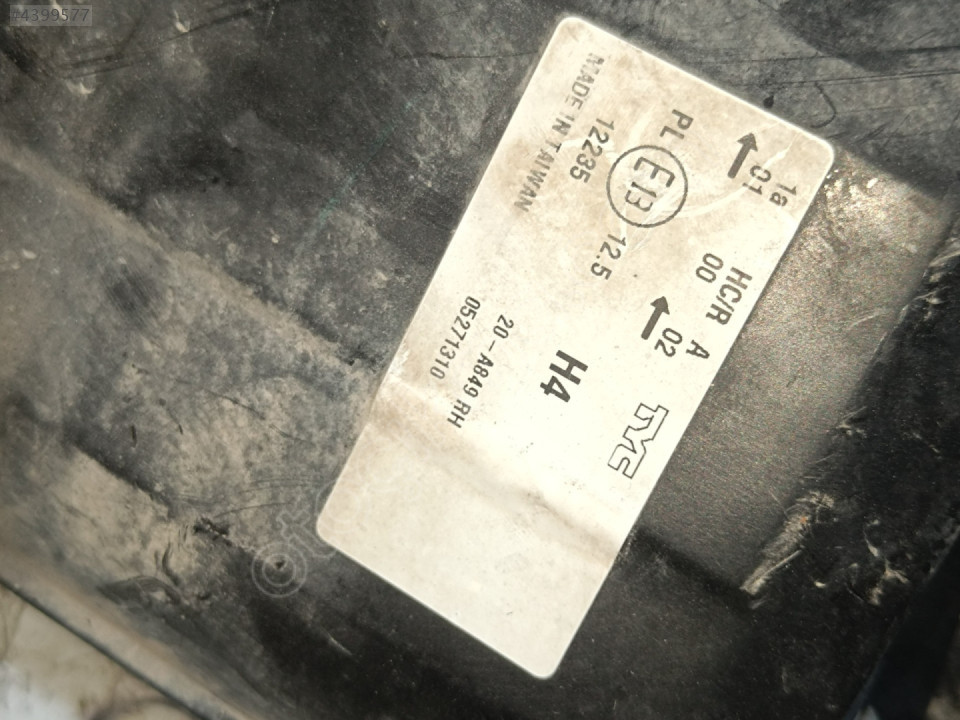 #4399577
1a
01
HC/R
00
A
02
TYC
PL
E13
12.5
H4
12235
MADE IN TAIWAN
20-A849 RH
05271310